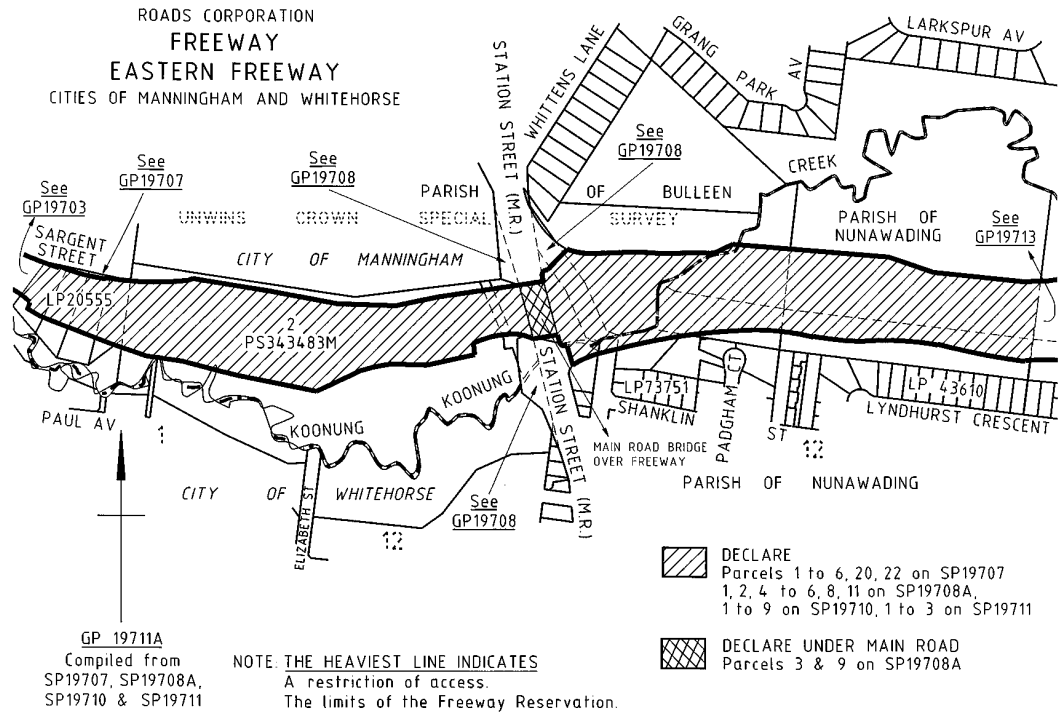 ROADS CORPORATION
FREEWAY
EASTERN FREEWAY
CITIES OF MANNINGHAM AND WHITEHORSE
STATION STREET (M.R.)
WHITTENS LANE
GRANG PARK AV
LARKSPUR AV
See
GP19703
See
GP19707
See
GP19708
See
GP19708
See
GP19713
SARGENT
STREET
PARISH OF BULLEEN
UNWINS CROWN SPECIAL SURVEY
CITY OF MANNINGHAM
CREEK
PARISH OF
NUNAWADING
LP20555
2
PS343483M
KOONUNG
KOONUNG
PAUL AV
1
CITY OF WHITEHORSE
ELIZABETH ST
12
See
GP19708
STATION STREET (M.R.)
MAIN ROAD BRIDGE
OVER FREEWAY
LP73751
SHANKLIN
PADGHAM CT
ST
12
LP 43610
LYNDHURST CRESCENT
PARISH OF NUNAWADING
DECLARE
Parcels 1 to 6, 20, 22 on SP19707
1, 2, 4 to 6, 8, 11 on SP19708A,
1 to 9 on SP19710, 1 to 3 on SP19711
DECLARE UNDER MAIN ROAD
Parcels 3 & 9 on SP19708A
GP 19711A
Compiled from
SP19707, SP19708A,
SP19710 & SP19711
NOTE: THE HEAVIEST LINE INDICATES
A restriction of access.
The limits of the Freeway Reservation.